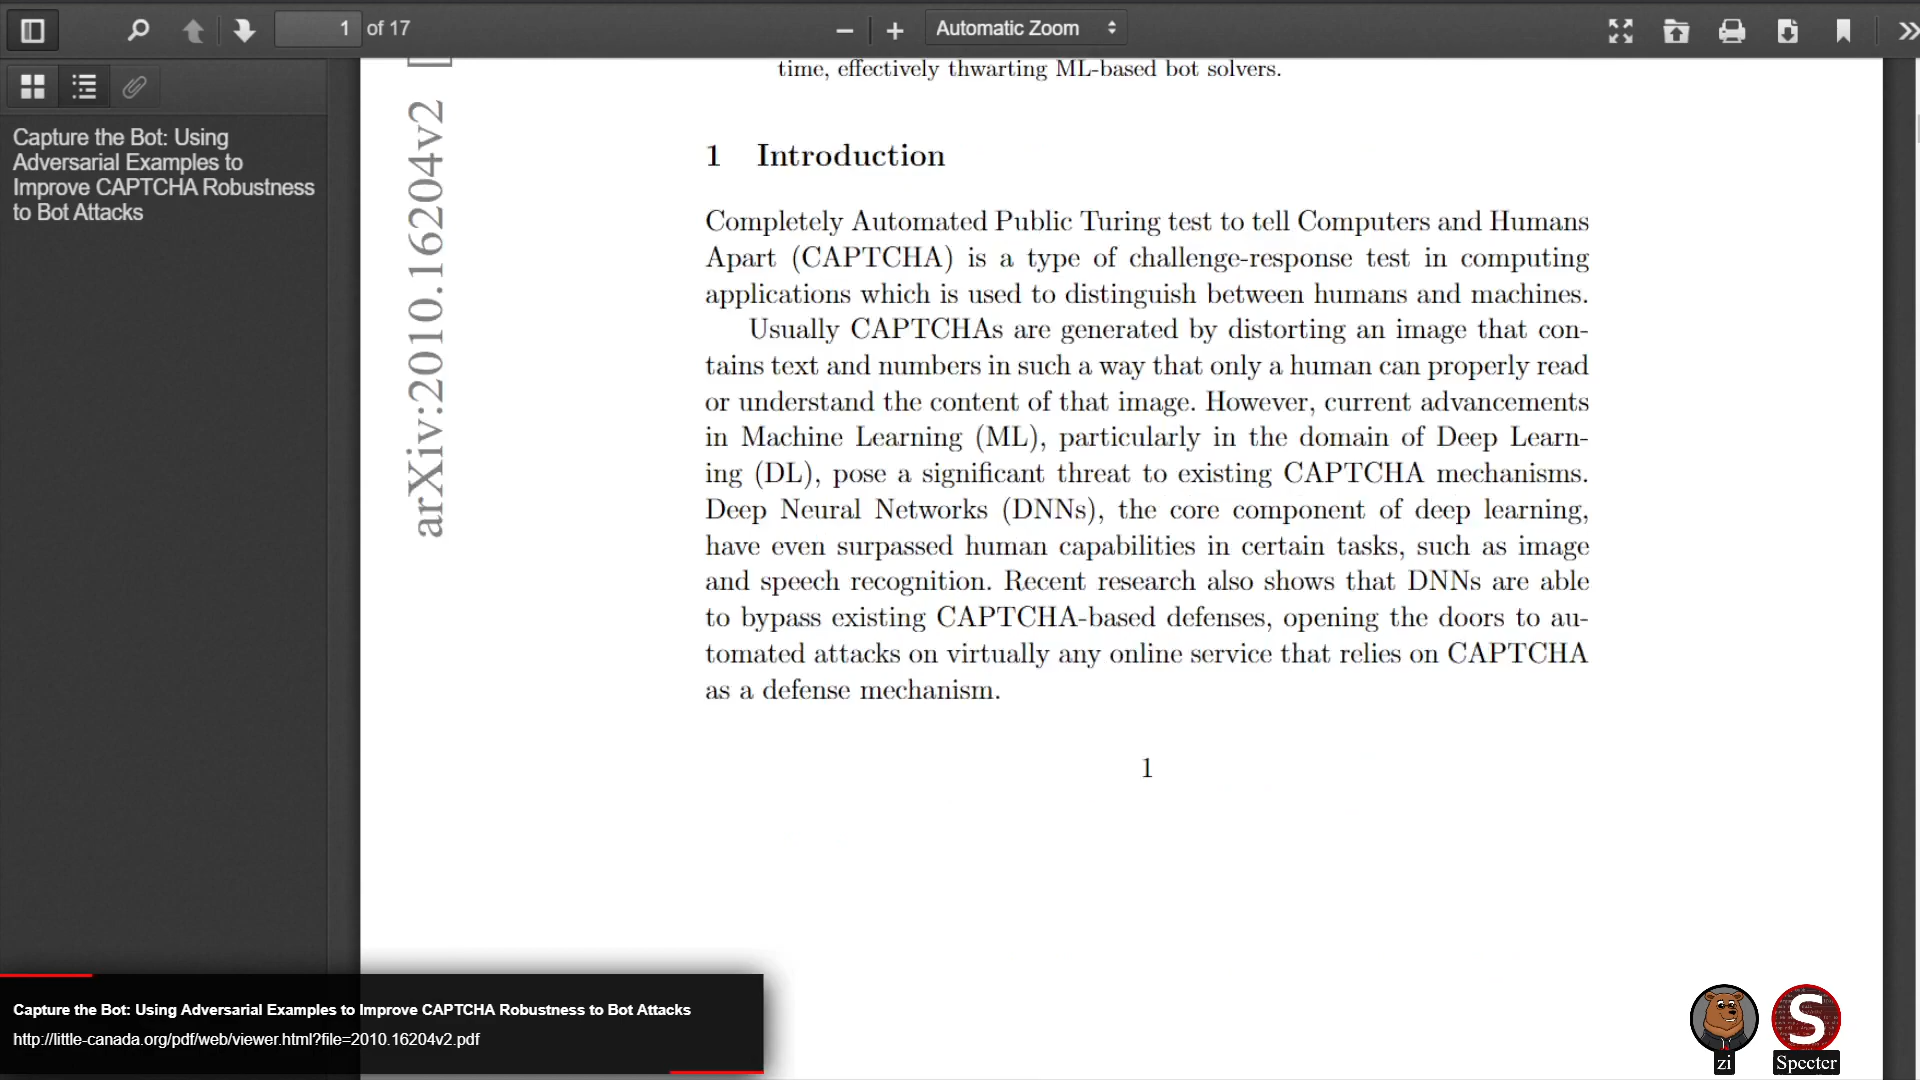 1 of 17
Automatic Zoom
Capture the Bot: Using
Adversarial Examples to
Improve CAPTCHA Robustness
to Bot Attacks
arXiv:2010.16204v2
time, effectively thwarting ML-based bot solvers.
1 Introduction
Completely Automated Public Turing test to tell Computers and Humans
Apart (CAPTCHA) is a type of challenge-response test in computing
applications which is used to distinguish between humans and machines.
Usually CAPTCHAs are generated by distorting an image that con-
tains text and numbers in such a way that only a human can properly read
or understand the content of that image. However, current advancements
in Machine Learning (ML), particularly in the domain of Deep Learn-
ing (DL), pose a significant threat to existing CAPTCHA mechanisms.
Deep Neural Networks (DNNs), the core component of deep learning,
have even surpassed human capabilities in certain tasks, such as image
and speech recognition. Recent research also shows that DNNs are able
to bypass existing CAPTCHA-based defenses, opening the doors to au-
tomated attacks on virtually any online service that relies on CAPTCHA
as a defense mechanism.
1
Capture the Bot: Using Adversarial Examples to Improve CAPTCHA Robustness to Bot Attacks
http://little-canada.org/pdf/web/viewer.html?file=2010.16204v2.pdf
S
zi
Specter